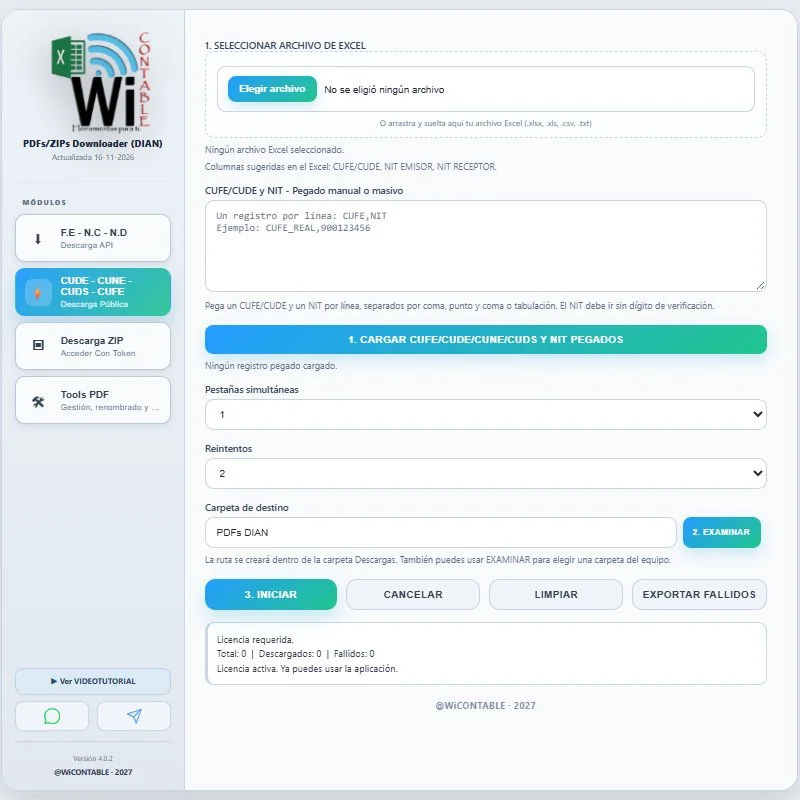 CONTABLE
Wi
Herramientas para ti.
PDFs/ZIPs Downloader (DIAN)
Actualizada 16-11-2026
MÓDULOS
F.E - N.C - N.D
Descarga API
CUDE - CUNE -
CUDS - CUFE
Descarga Pública
Descarga ZIP
Acceder Con Token
Tools PDF
Gestión, renombrado y ...
▶ Ver VIDEOTUTORIAL
Versión 4.0.2
@WiCONTABLE - 2027
1. SELECCIONAR ARCHIVO DE EXCEL
Elegir archivo No se eligió ningún archivo
O arrastra y suelta aquí tu archivo Excel (.xlsx, .xls, .csv, .txt)
Ningún archivo Excel seleccionado.
Columnas sugeridas en el Excel: CUFE/CUDE, NIT EMISOR, NIT RECEPTOR.
CUFE/CUDE y NIT - Pegado manual o masivo
Un registro por línea: CUFE,NIT
Ejemplo: CUFE_REAL,900123456
Pega un CUFE/CUDE y un NIT por línea, separados por coma, punto y coma o tabulación. El NIT debe ir sin dígito de verificación.
1. CARGAR CUFE/CUDE/CUNE/CUDS Y NIT PEGADOS
Ningún registro pegado cargado.
Pestañas simultáneas
1
Reintentos
2
Carpeta de destino
PDFs DIAN
2. EXAMINAR
La ruta se creará dentro de la carpeta Descargas. También puedes usar EXAMINAR para elegir una carpeta del equipo.
3. INICIAR
CANCELAR
LIMPIAR
EXPORTAR FALLIDOS
Licencia requerida.
Total: 0 | Descargados: 0 | Fallidos: 0
Licencia activa. Ya puedes usar la aplicación.
@WiCONTABLE - 2027